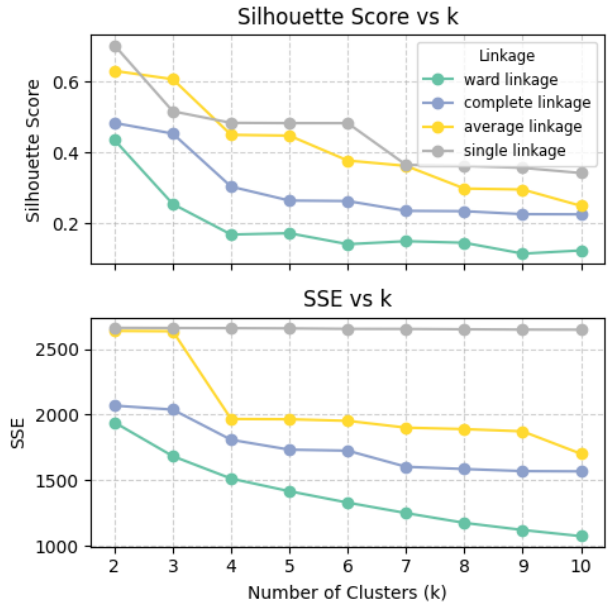 Silhouette Score vs k
Silhouette Score
0.6
0.4
0.2
Linkage
ward linkage
complete linkage
average linkage
single linkage
SSE vs k
SSE
2500
2000
1500
1000
2 3 4 5 6 7 8 9 10
Number of Clusters (k)